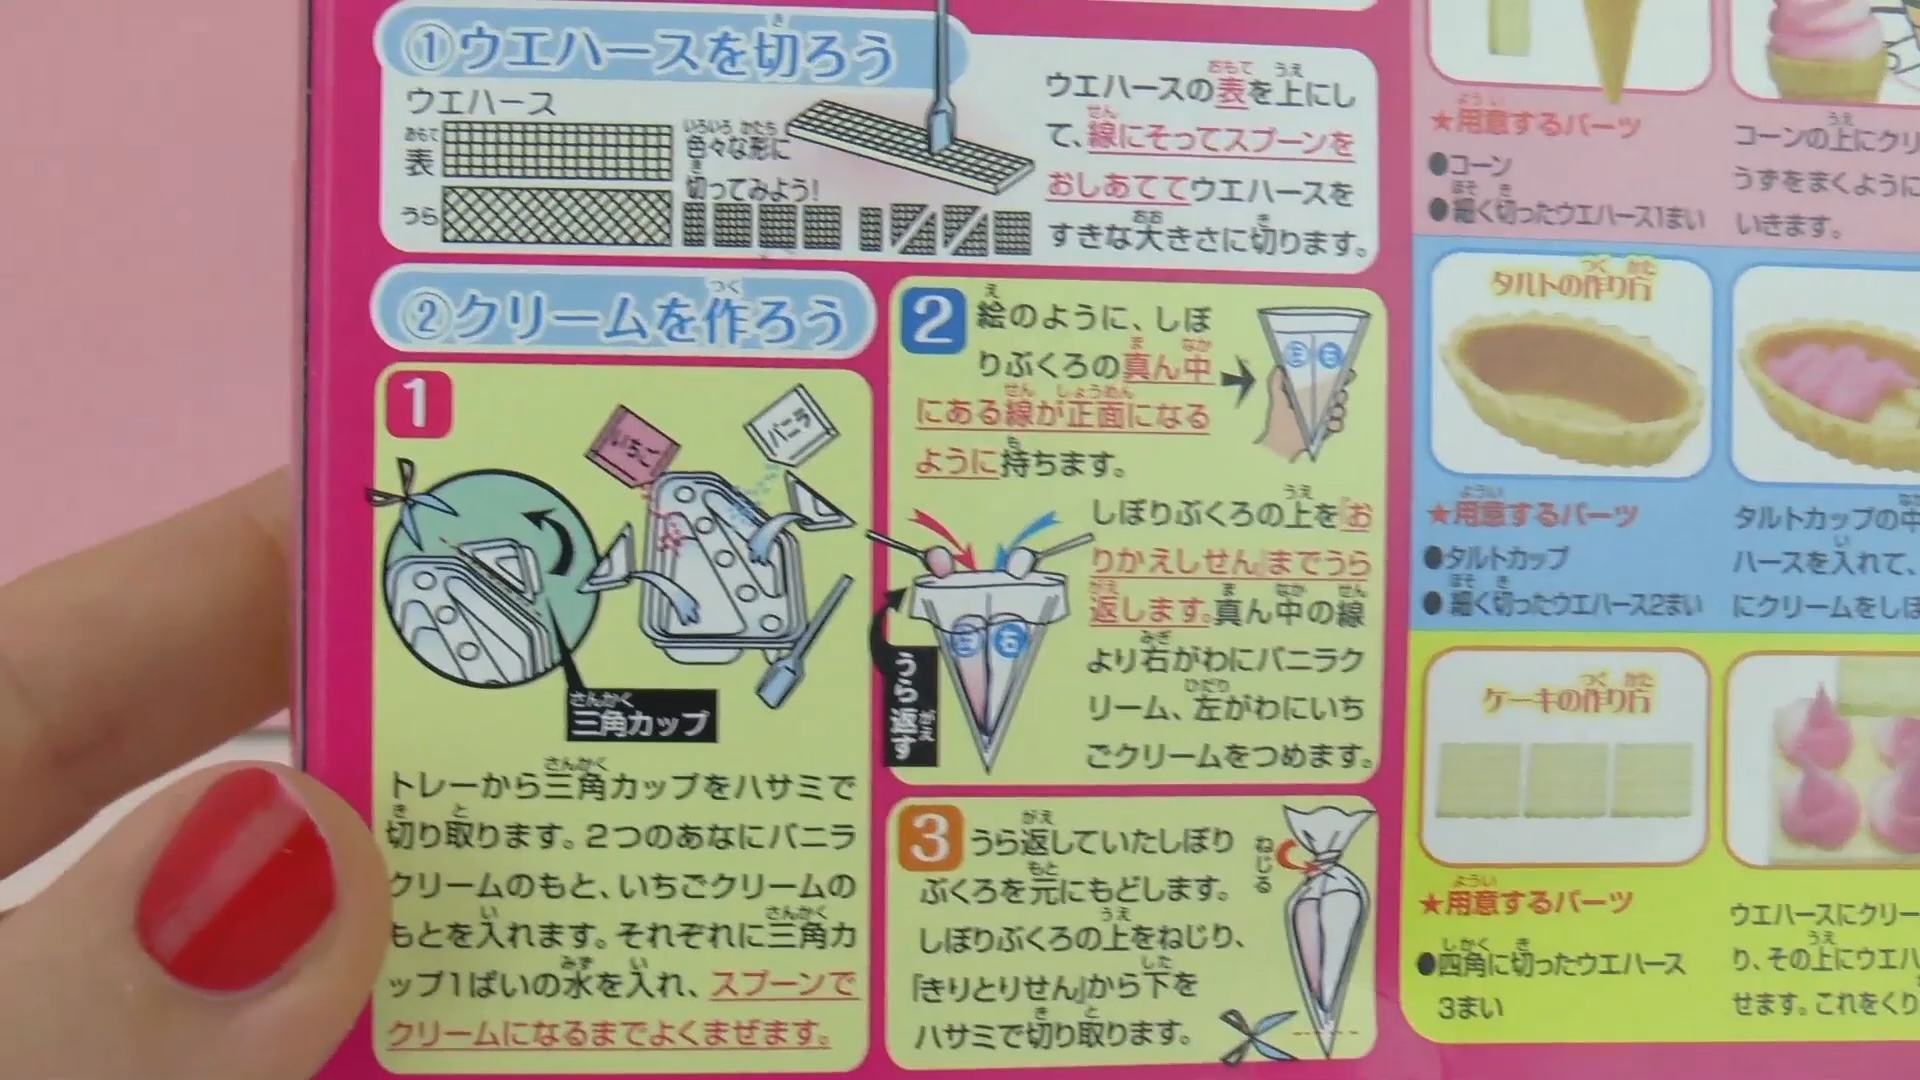 ①ウエハースを切ろう
ウエハース
表
うら
色々な形に
切ってみよう!
ウエハースの表を上にし
て、線にそってスプーンを
おしあててウエハースを
すきな大きさに切ります。
②クリームを作ろう
1
いちご
バニラ
三角カップ
トレーから三角カップをハサミで
切り取ります。2つのあなにバニラ
クリームのもと、いちごクリームの
もとを入れます。それぞれに三角カ
ップ1ぱいの水を入れ、スプーンで
クリームになるまでよくまぜます。
2
絵のように、しぼ
りぶくろの真ん中
にある線が正面になる
ように持ちます。
左 右
しぼりぶくろの上を「お
りかえしせん」までうら
返します。真ん中の線
より右がわにバニラク
リーム、左がわにいち
ごクリームをつめます。
左 右
うら返す
3
うら返していたしぼり
ぶくろを元にもどします。
しぼりぶくろの上をねじり、
「きりとりせん」から下を
ハサミで切り取ります。
ねじる
★用意するパーツ
●コーン
●細く切ったウエハース1まい
コーンの上にクリ
うずをまくように
いきます。
タルトの作り方
★用意するパーツ
●タルトカップ
●細く切ったウエハース2まい
タルトカップの中
ハースを入れて、
にクリームをしぼ
ケーキの作り方
★用意するパーツ
●四角に切ったウエハース
3まい
ウエハースにクリー
り、その上にウエハ
せます。これをくり